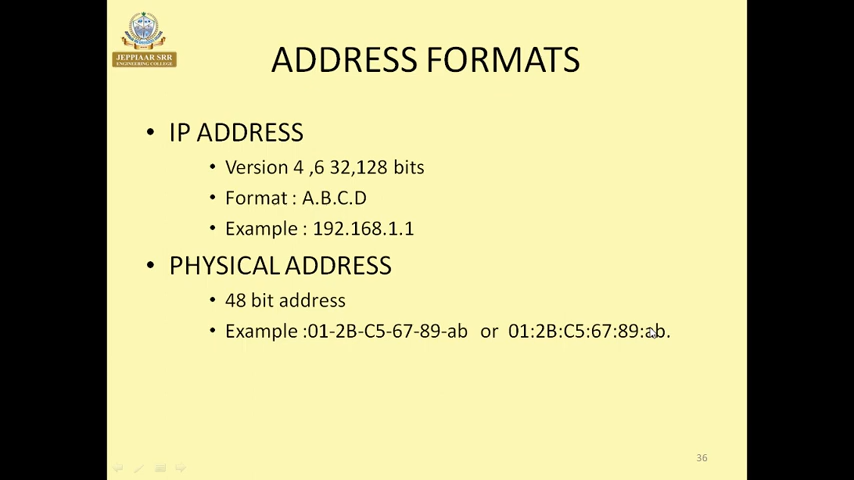 JEPPIAAR SRR
ENGINEERING COLLEGE
ADDRESS FORMATS
• IP ADDRESS
• Version 4 ,6 32,128 bits
• Format : A.B.C.D
• Example : 192.168.1.1
• PHYSICAL ADDRESS
• 48 bit address
• Example :01-2B-C5-67-89-ab or 01:2B:C5:67:89:ab.
36